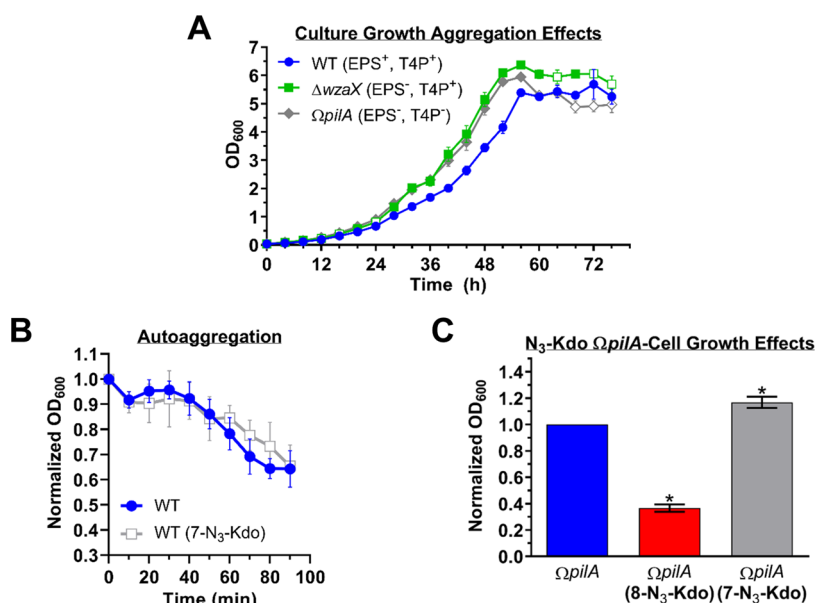 A
Culture Growth Aggregation Effects
WT (EPS⁺, T4P⁺)
ΔwzaX (EPS⁻, T4P⁺)
ΩpilA (EPS⁻, T4P⁻)
OD₆₀₀
7
6
5
4
3
2
1
0
0 12 24 36 48 60 72
Time (h)
B
Autoaggregation
Normalized OD₆₀₀
1.1
1.0
0.9
0.8
0.7
0.6
0.5
0.4
0.3
WT
WT (7-N₃-Kdo)
0 20 40 60 80 100
Time (min)
C
N₃-Kdo ΩpilA-Cell Growth Effects
Normalized OD₆₀₀
1.4
1.2
1.0
0.8
0.6
0.4
0.2
0.0
*
*
ΩpilA ΩpilA ΩpilA
(8-N₃-Kdo) (7-N₃-Kdo)